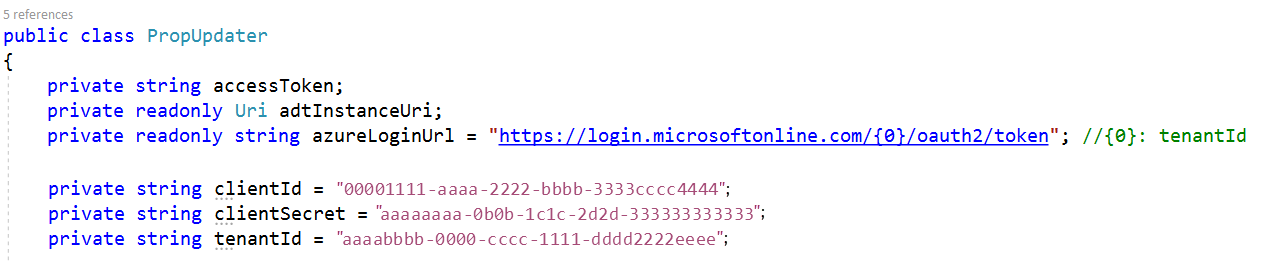 5 references
public class PropUpdater
{
private string accessToken;
private readonly Uri adtInstanceUri;
private readonly string azureLoginUrl = "https://login.microsoftonline.com/{0}/oauth2/token"; //{0}: tenantId
private string clientId = "00001111-aaaa-2222-bbbb-3333cccc4444";
private string clientSecret = "aaaaaaaa-0b0b-1c1c-2d2d-333333333333";
private string tenantId = "aaaabbbb-0000-cccc-1111-dddd2222eeee";